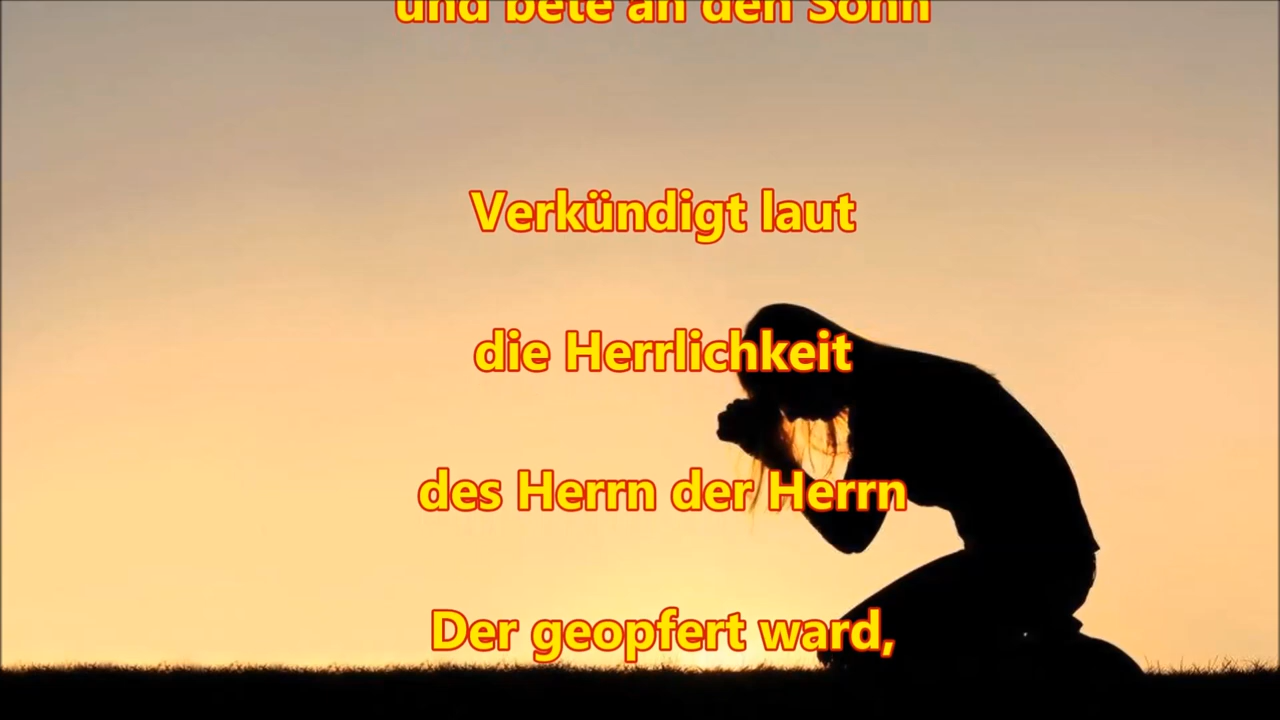 und bete an den Sohn
Verkündigt laut
die Herrlichkeit
des Herrn der Herrn
Der geopfert ward,